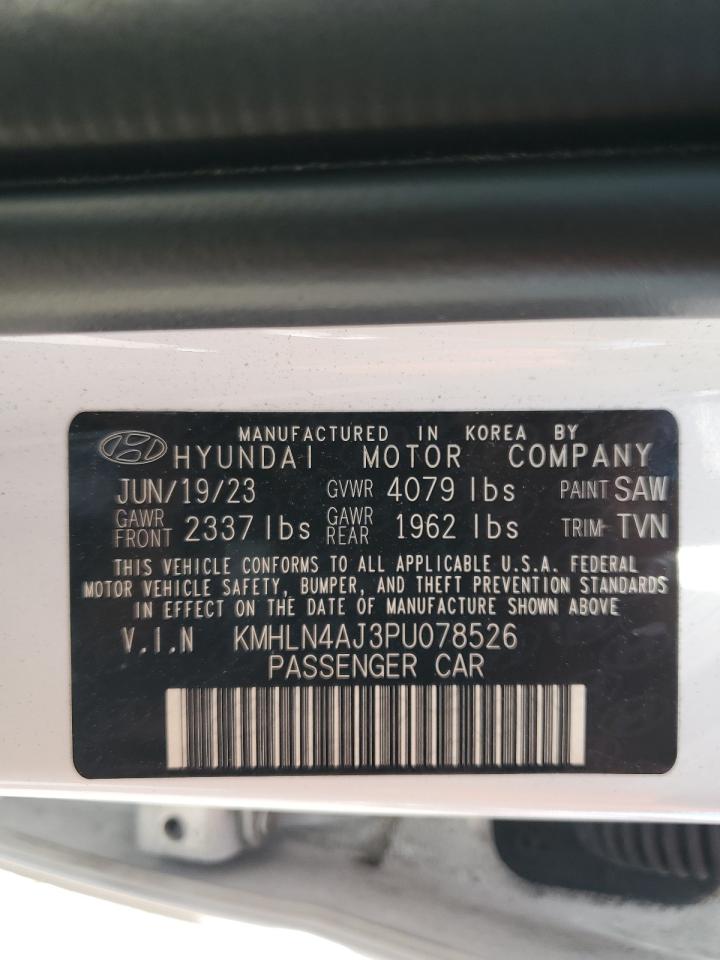 MANUFACTURED IN KOREA BY
HYUNDAI MOTOR COMPANY
JUN/19/23 GVWR 4079 lbs PAINT SAW
GAWR FRONT 2337 lbs GAWR REAR 1962 lbs TRIM TVN
THIS VEHICLE CONFORMS TO ALL APPLICABLE U.S.A. FEDERAL
MOTOR VEHICLE SAFETY, BUMPER, AND THEFT PREVENTION STANDARDS
IN EFFECT ON THE DATE OF MANUFACTURE SHOWN ABOVE
V.I.N KMHLN4AJ3PU078526
PASSENGER CAR